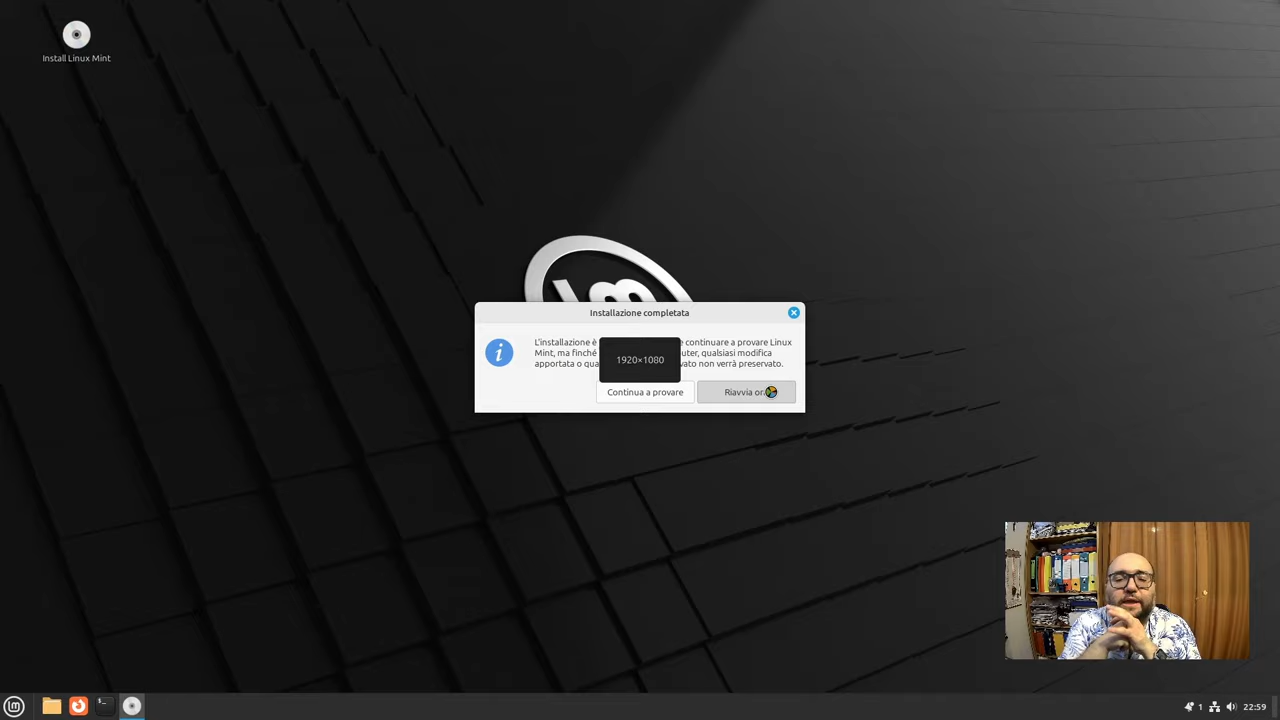 Install Linux Mint
Installazione completata
L'installazione è e continuare a provare Linux
Mint, ma finché uter, qualsiasi modifica
apportata o qua vato non verrà preservato.
1920×1080
Continua a provare
Riavvia or
1
22:59